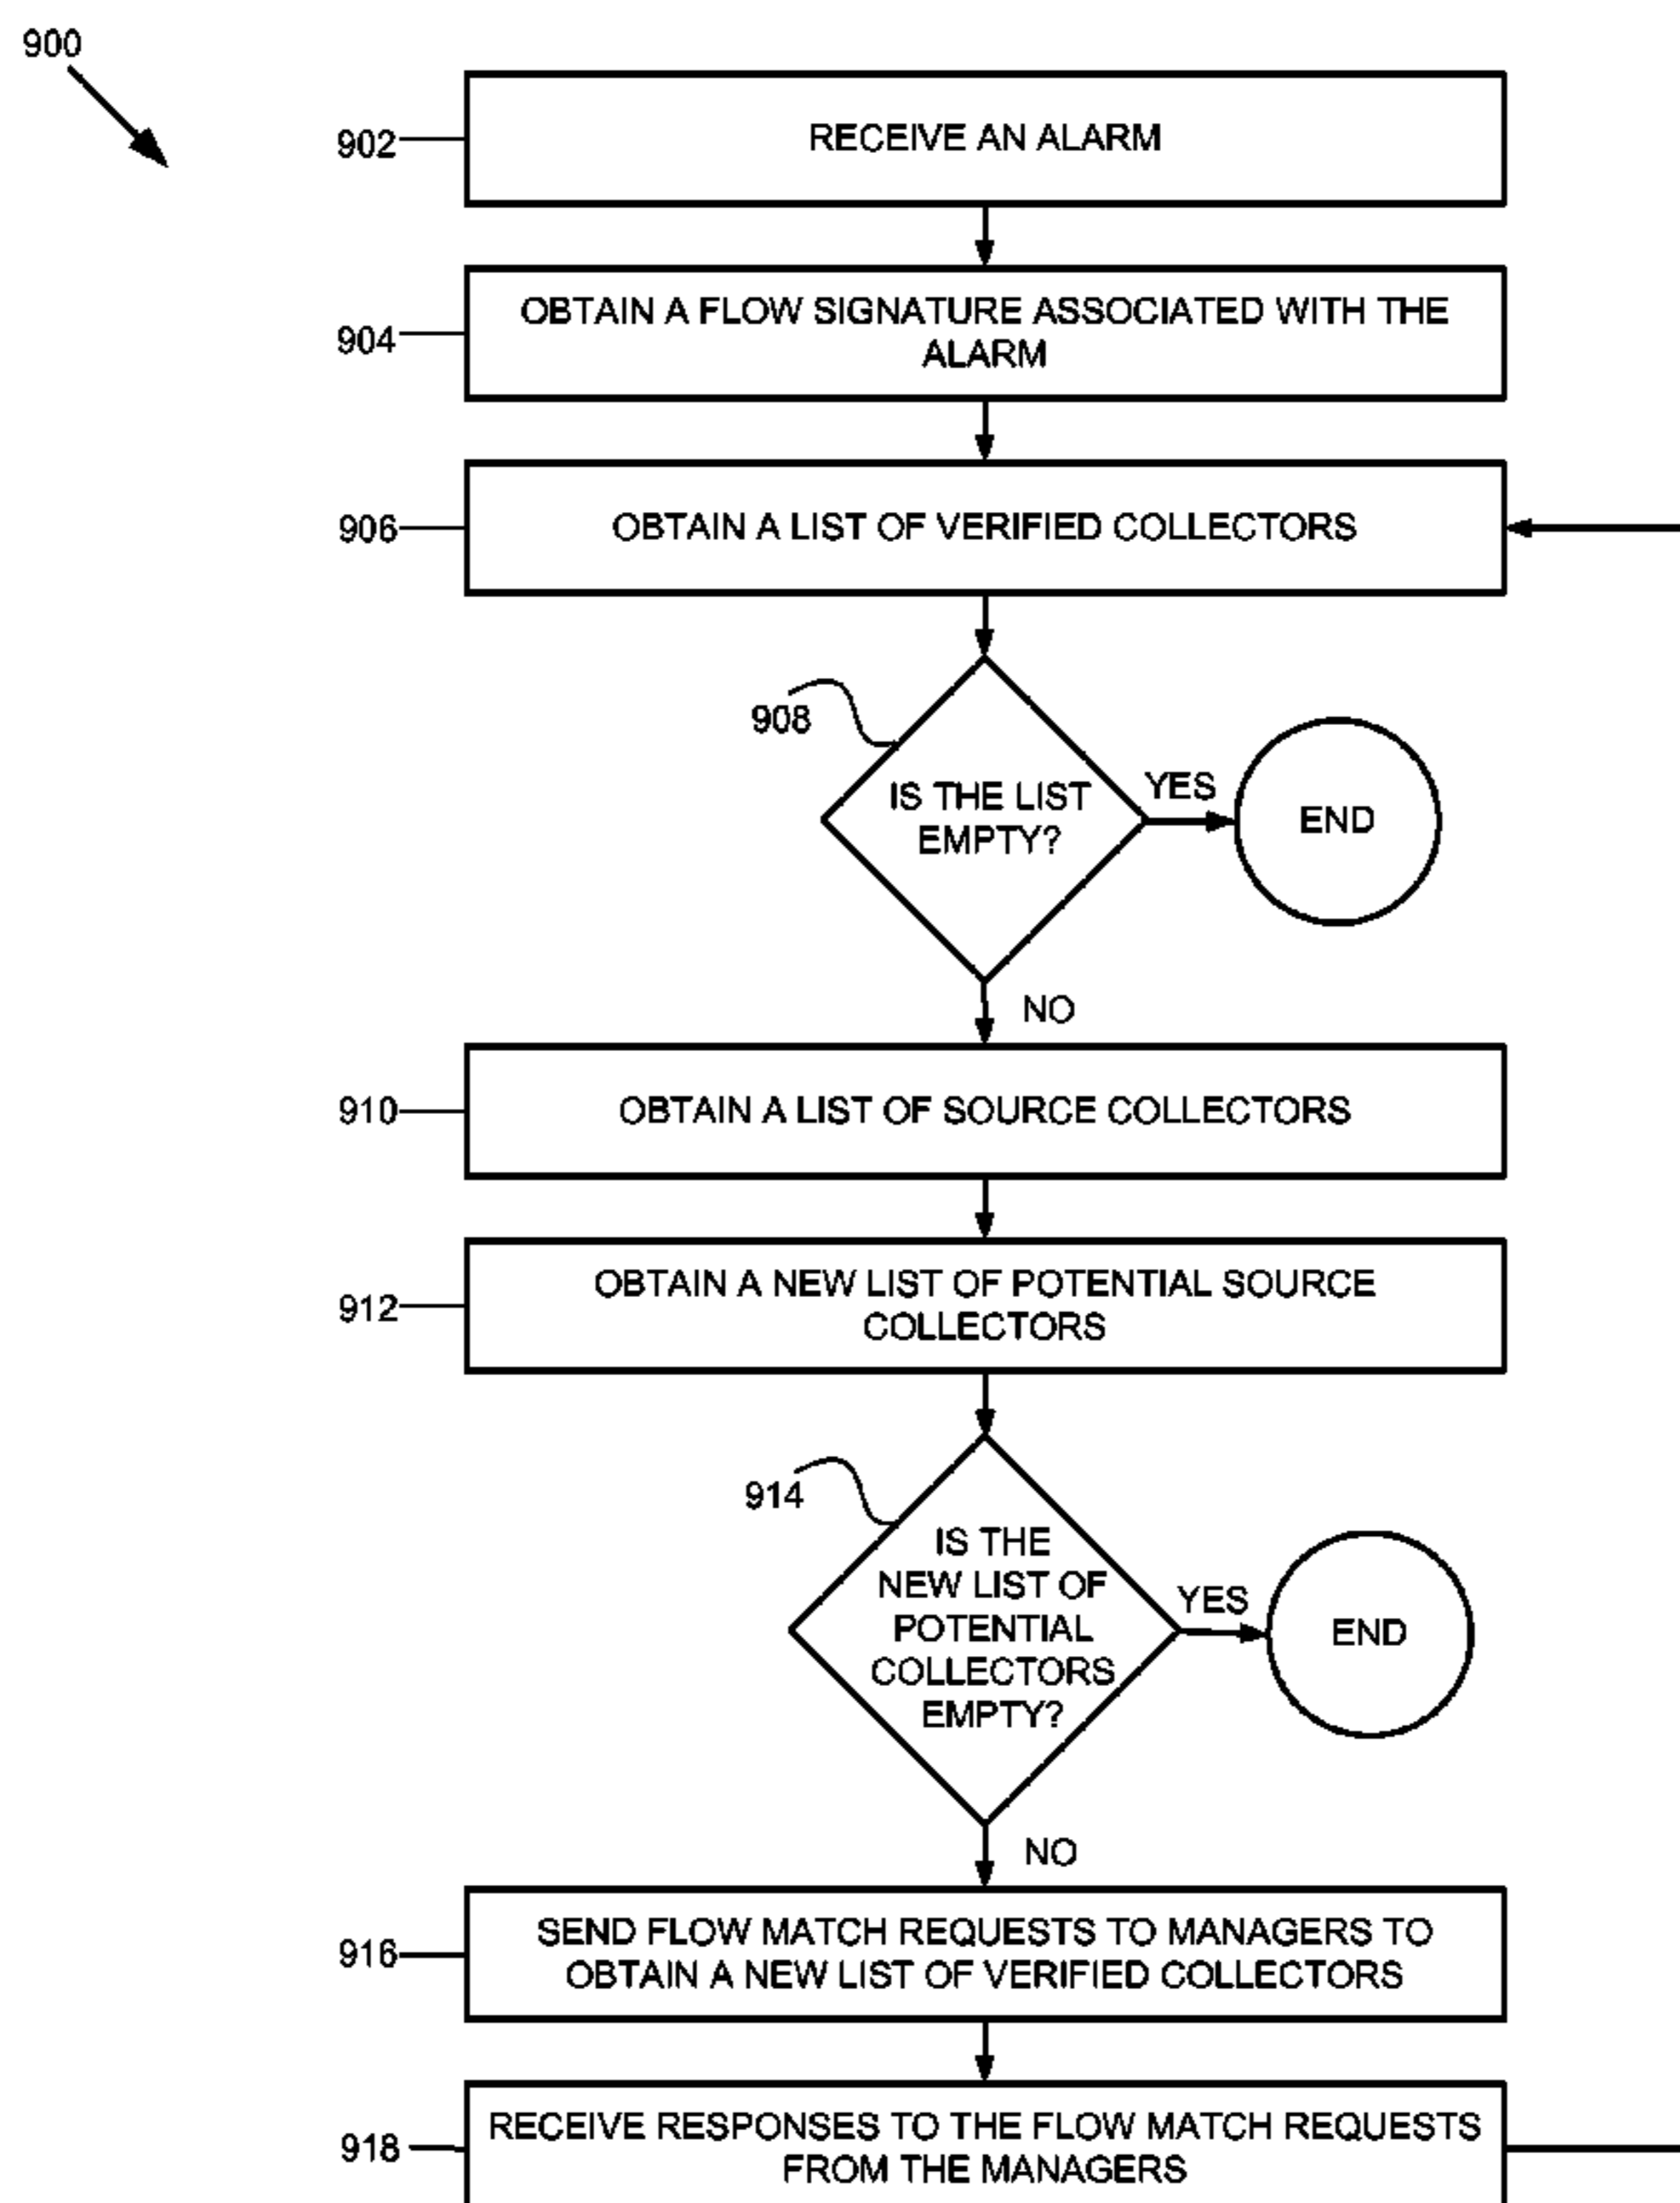 900
902
RECEIVE AN ALARM
904
OBTAIN A FLOW SIGNATURE ASSOCIATED WITH THE
ALARM
906
OBTAIN A LIST OF VERIFIED COLLECTORS
908
IS THE LIST
EMPTY?
YES
END
NO
910
OBTAIN A LIST OF SOURCE COLLECTORS
912
OBTAIN A NEW LIST OF POTENTIAL SOURCE
COLLECTORS
914
IS THE
NEW LIST OF
POTENTIAL
COLLECTORS
EMPTY?
YES
END
NO
916
SEND FLOW MATCH REQUESTS TO MANAGERS TO
OBTAIN A NEW LIST OF VERIFIED COLLECTORS
918
RECEIVE RESPONSES TO THE FLOW MATCH REQUESTS
FROM THE MANAGERS